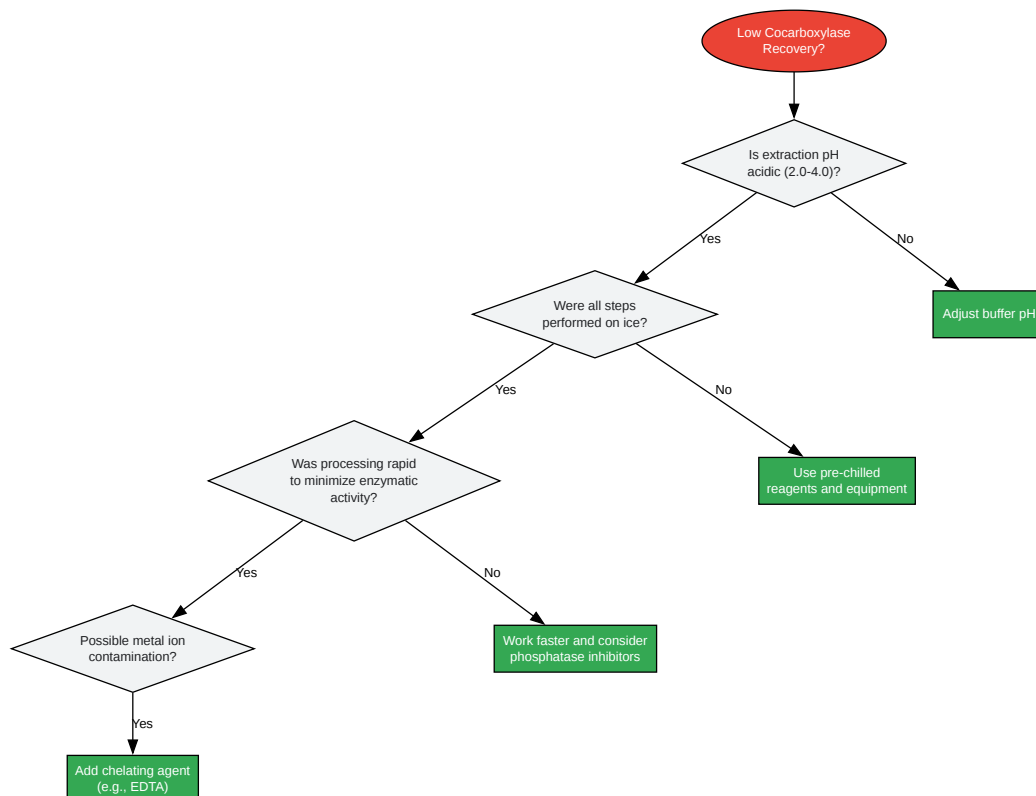 Low Cocarboxylase
Recovery?
Is extraction pH
acidic (2.0-4.0)?
Yes
No
Were all steps
performed on ice?
Adjust buffer pH
Yes
No
Was processing rapid
to minimize enzymatic
activity?
Use pre-chilled
reagents and equipment
Yes
No
Possible metal ion
contamination?
Work faster and consider
phosphatase inhibitors
Yes
Add chelating agent
(e.g., EDTA)